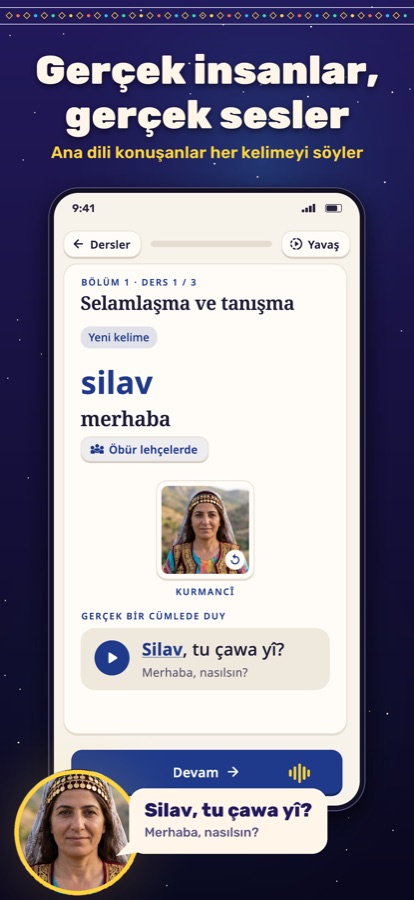 Gerçek insanlar,
gerçek sesler
Ana dili konuşanlar her kelimeyi söyler
9:41
← Dersler
Yavaş
BÖLÜM 1 · DERS 1 / 3
Selamlaşma ve tanışma
Yeni kelime
silav
merhaba
Öbür lehçelerde
KURMANCÎ
GERÇEK BİR CÜMLEDE DUY
Silav, tu çawa yî?
Merhaba, nasılsın?
Devam →
Silav, tu çawa yî?
Merhaba, nasılsın?